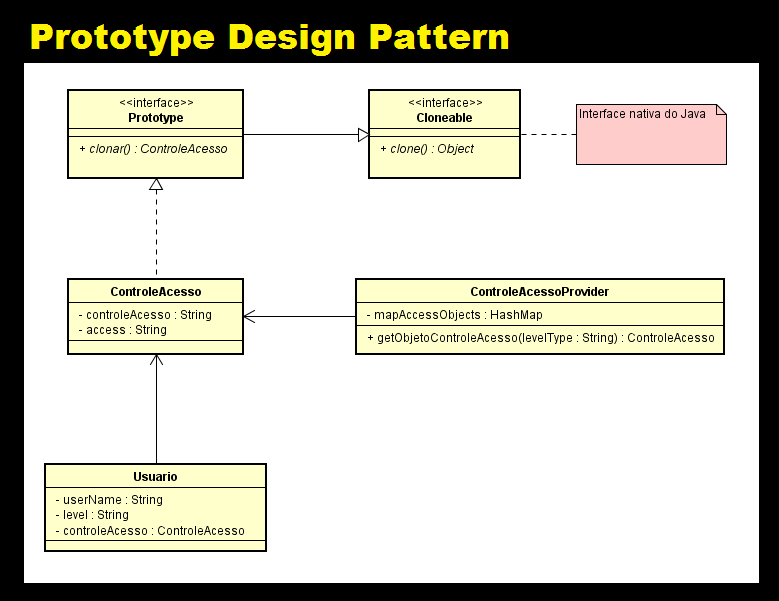 Prototype Design Pattern
<<interface>>
Prototype
+ clonar() : ControleAcesso
<<interface>>
Cloneable
+ clone() : Object
Interface nativa do Java
ControleAcesso
- controleAcesso : String
- access : String
ControleAcessoProvider
- mapAccessObjects : HashMap
+ getObjetoControleAcesso(levelType : String) : ControleAcesso
Usuario
- userName : String
- level : String
- controleAcesso : ControleAcesso